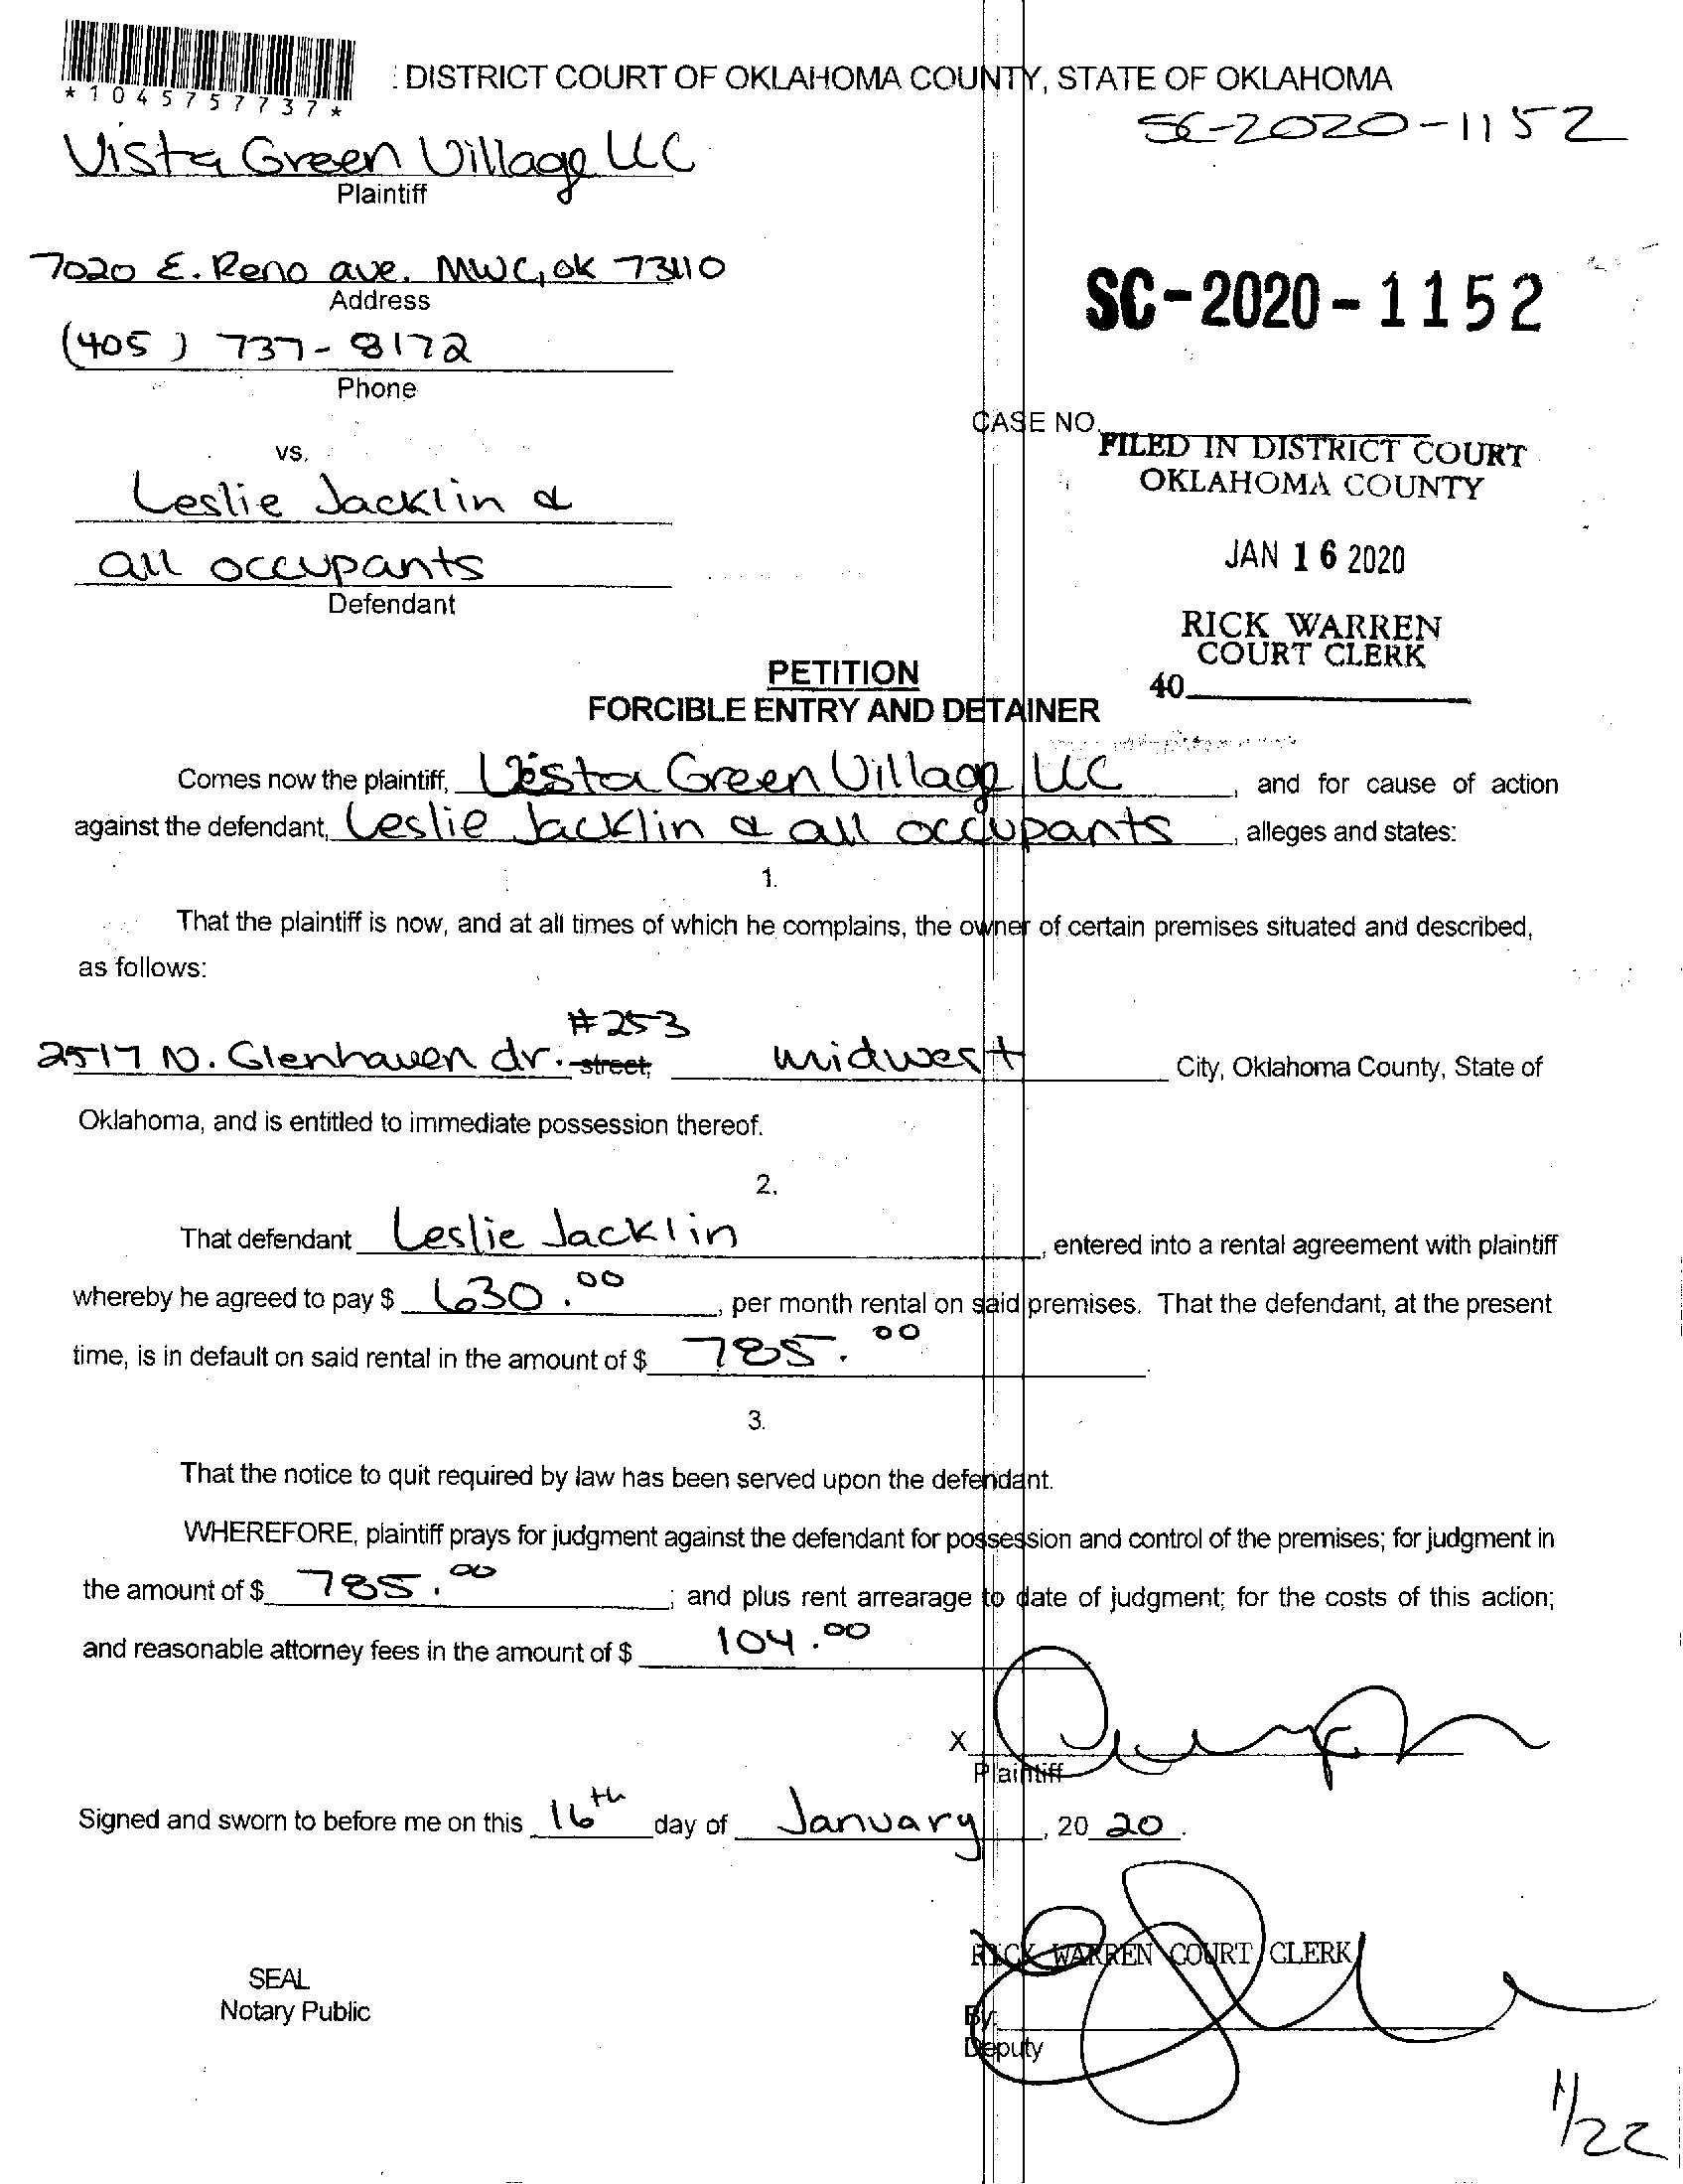 *1045757737*
: DISTRICT COURT OF OKLAHOMA COUNTY, STATE OF OKLAHOMA
SC-2020-1152
Vista Green Village LLC
Plaintiff
7020 E. Reno ave. MWC, OK 73110
Address
SC-2020-1152
(405) 737-8172
Phone
CASE NO.
FILED IN DISTRICT COURT
OKLAHOMA COUNTY
vs.
Leslie Jacklin &
all occupants
Defendant
JAN 16 2020
RICK WARREN
COURT CLERK
40
PETITION
FORCIBLE ENTRY AND DETAINER
Comes now the plaintiff, Vista Green Village LLC, and for cause of action
against the defendant, Leslie Jacklin & all occupants, alleges and states:
1.
That the plaintiff is now, and at all times of which he complains, the owner of certain premises situated and described,
as follows:
#253
2517 N. Glenhaven dr. street, midwest City, Oklahoma County, State of
Oklahoma, and is entitled to immediate possession thereof.
2.
That defendant Leslie Jacklin, entered into a rental agreement with plaintiff
whereby he agreed to pay $ 630.00, per month rental on said premises. That the defendant, at the present
time, is in default on said rental in the amount of $ 785.00.
3.
That the notice to quit required by law has been served upon the defendant.
WHEREFORE, plaintiff prays for judgment against the defendant for possession and control of the premises; for judgment in
the amount of $ 785.00; and plus rent arrearage to date of judgment; for the costs of this action;
and reasonable attorney fees in the amount of $ 104.00
X
Plaintiff
Signed and sworn to before me on this 16th day of January, 20 20.
RICK WARREN COURT CLERK
SEAL
Notary Public
By:
Deputy
1/22